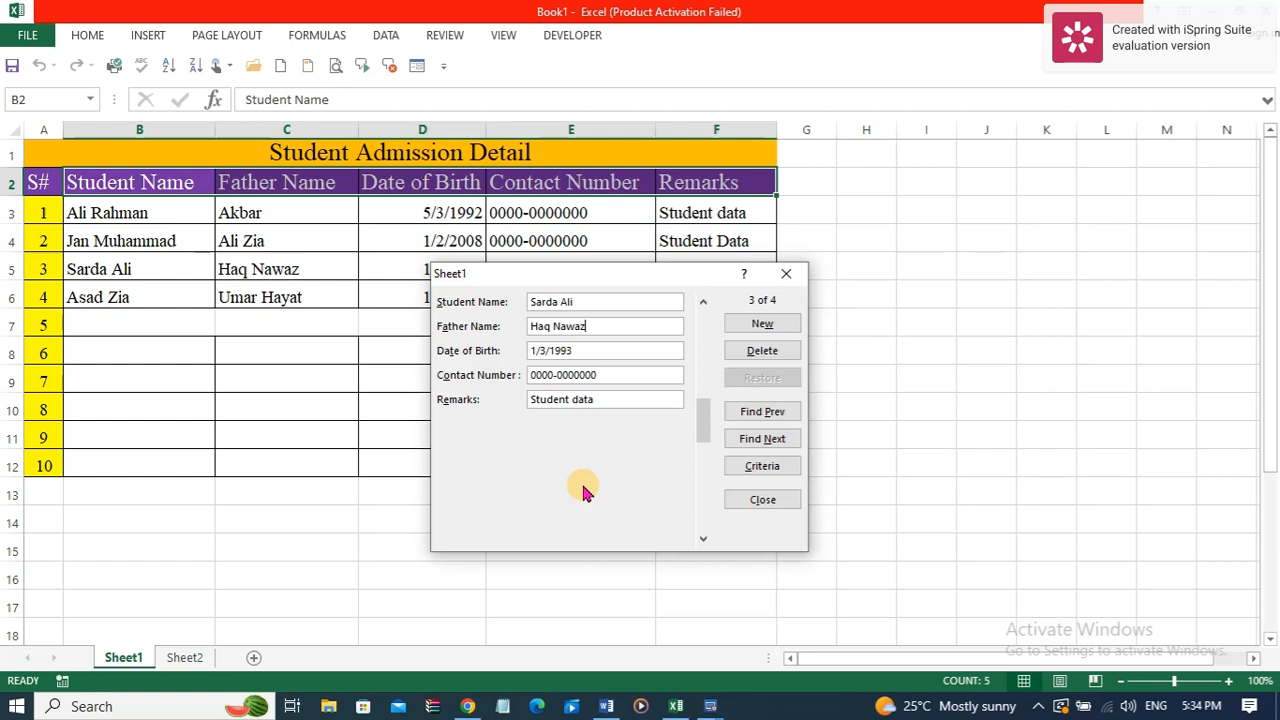 Book1 - Excel (Product Activation Failed)
Created with iSpring Suite
evaluation version
FILE HOME INSERT PAGE LAYOUT FORMULAS DATA REVIEW VIEW DEVELOPER
B2 fx Student Name
A B C D E F G H I J K L M N
1 Student Admission Detail
2 S# Student Name Father Name Date of Birth Contact Number Remarks
3 1 Ali Rahman Akbar 5/3/1992 0000-0000000 Student data
4 2 Jan Muhammad Ali Zia 1/2/2008 0000-0000000 Student Data
5 3 Sarda Ali Haq Nawaz 1
6 4 Asad Zia Umar Hayat 1
7 5
8 6
9 7
10 8
11 9
12 10
13
14
15
16
17
18
Sheet1 ?
Student Name: Sarda Ali 3 of 4
Father Name: Haq Nawaz New
Date of Birth: 1/3/1993 Delete
Contact Number : 0000-0000000 Restore
Remarks: Student data
Find Prev
Find Next
Criteria
Close
Activate Windows
Go to Settings to activate Windows.
Sheet1 Sheet2
READY COUNT: 5 100%
Search 25°C Mostly sunny 5:34 PM